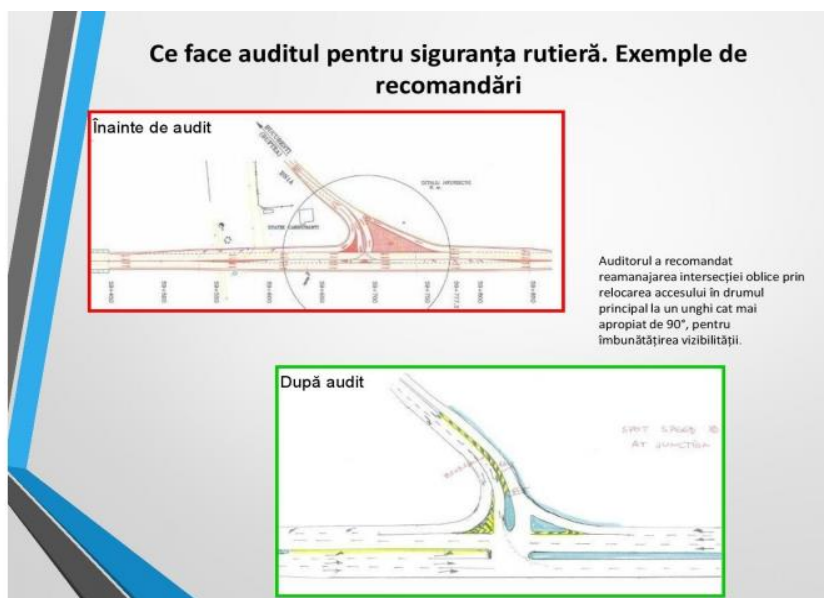 Ce face auditul pentru siguranța rutieră. Exemple de
recomandări
Înainte de audit
DETALIU INTERSECTIE
Auditorul a recomandat
reamanajarea intersecției oblice prin
relocarea accesului în drumul
principal la un unghi cat mai
apropiat de 90°, pentru
îmbunătățirea vizibilității.
După audit
AT JUNCTION